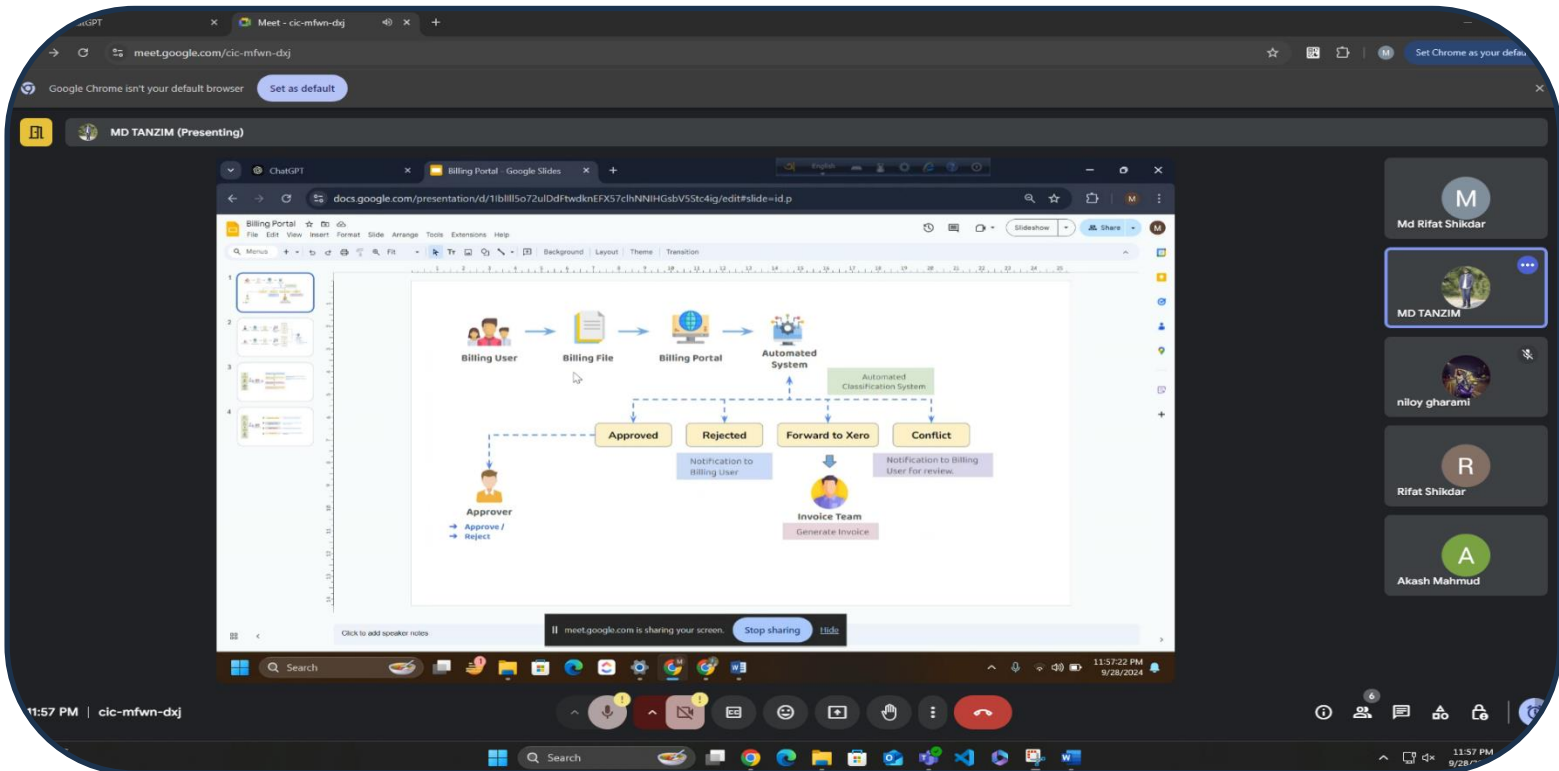 Meet - cic-mfwn-dxj
meet.google.com/cic-mfwn-dxj
Google Chrome isn't your default browser
Set as default
MD TANZIM (Presenting)
ChatGPT
Billing Portal - Google Slides
English
Billing Portal
File Edit View Insert Format Slide Arrange Tools Extensions Help
Slideshow
Share
M
Menus
Fit
Background
Layout
Theme
Transition
1
2
3
4
Billing User
Billing File
Billing Portal
Automated
System
Automated
Classification System
Approved
Rejected
Forward to Xero
Conflict
Notification to
Billing User
Notification to Billing
User for review.
Approver
→ Approve /
→ Reject
Invoice Team
Generate Invoice
Click to add speaker notes
meet.google.com is sharing your screen.
Stop sharing
Hide
Search
11:57:22 PM
9/28/2024
M
Md Rifat Shikdar
MD TANZIM
niloy gharami
R
Rifat Shikdar
A
Akash Mahmud
11:57 PM | cic-mfwn-dxj
6
Search
11:57 PM